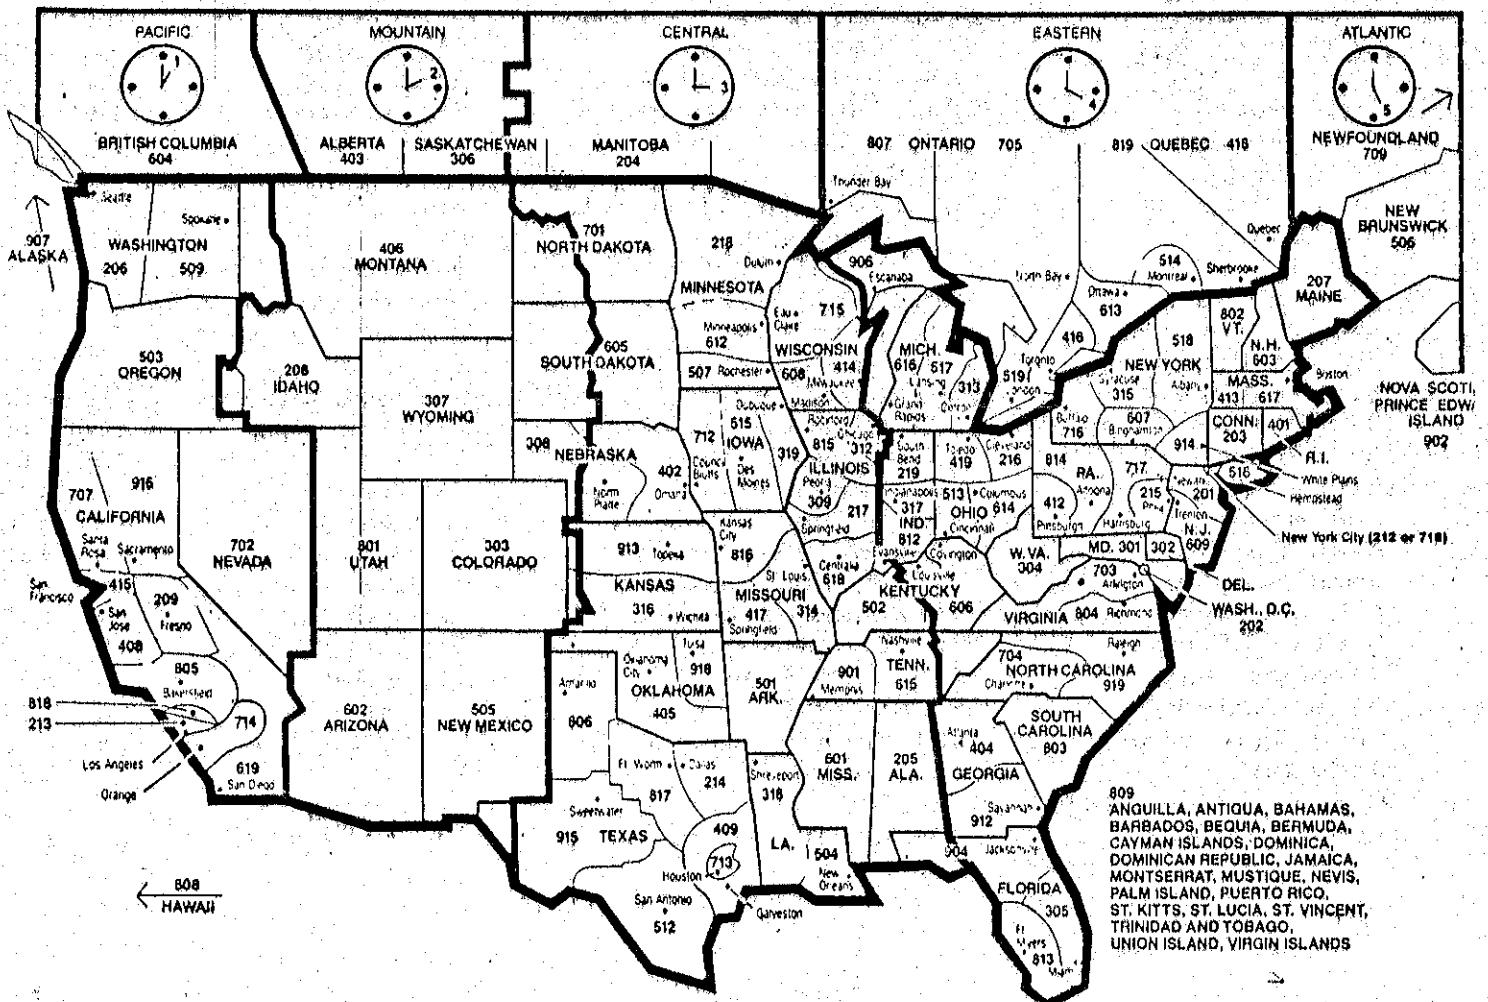 PACIFIC
MOUNTAIN
CENTRAL
EASTERN
ATLANTIC
1
2
3
4
5
BRITISH COLUMBIA
604
ALBERTA
403
SASKATCHEWAN
306
MANITOBA
204
807 ONTARIO 705
819 QUEBEC 418
NEWFOUNDLAND
709
NEW
BRUNSWICK
506
NOVA SCOTI
PRINCE EDW
ISLAND
902
907
ALASKA
Seattle
Spokane
WASHINGTON
206 509
406
MONTANA
701
NORTH DAKOTA
218
Duluth
MINNESOTA
Minneapolis
612
507 Rochester
Thunder Bay
906
Escanaba
North Bay
514
Montreal
Sherbrooke
Quebec
Ottawa
613
207
MAINE
802
VT.
N.H.
603
503
OREGON
208
IDAHO
307
WYOMING
605
SOUTH DAKOTA
Eau
Claire
715
WISCONSIN
608
414
Milwaukee
Madison
MICH.
616 517
Lansing
313
Grand
Rapids
Detroit
416
Toronto
519
London
518
NEW YORK
Syracuse
315
Albany
Buffalo
716
607
Binghamton
914
MASS.
413 617
Boston
CONN.
203
401
R.I.
White Plains
516
Hempstead
New York City (212 or 718)
308
NEBRASKA
402
North
Platte
Omaha
Dubuque
515
712
IOWA
319
Council
Bluffs
Des
Moines
Rockford
815
Chicago
312
ILLINOIS
Peoria
309
217
Springfield
Centralia
618
South
Bend
219
Indianapolis
317
IND.
812
Evansville
Toledo
419
Cleveland
216
513
Columbus
OHIO
614
Cincinnati
Covington
814
PA.
717
Altoona
412
Pittsburgh
Harrisburg
215
Phila.
Newark
201
Trenton
N.J.
609
W. VA.
304
MD. 301
302
DEL.
703
Arlington
WASH., D.C.
202
VIRGINIA
804
Richmond
707
916
CALIFORNIA
Santa
Rosa
Sacramento
San
Francisco
415
209
San
Jose
Fresno
408
805
Bakersfield
818
213
714
Los Angeles
Orange
619
San Diego
702
NEVADA
801
UTAH
303
COLORADO
913
Topeka
KANSAS
316
Wichita
Kansas
City
816
St. Louis
MISSOURI
417
314
Springfield
Louisville
KENTUCKY
502
606
602
ARIZONA
505
NEW MEXICO
Amarillo
806
Oklahoma
City
Tulsa
918
OKLAHOMA
405
501
ARK.
901
Memphis
Nashville
TENN.
615
704
Raleigh
NORTH CAROLINA
Charlotte
919
SOUTH
CAROLINA
803
Ft. Worth
Dallas
214
817
Sweetwater
915
TEXAS
409
713
Houston
San Antonio
512
Galveston
Shreveport
318
LA.
504
New
Orleans
601
MISS.
205
ALA.
Atlanta
404
GEORGIA
Savannah
912
904
Jacksonville
FLORIDA
305
Ft.
Myers
813
Miami
808
HAWAII
809
ANGUILLA, ANTIQUA, BAHAMAS,
BARBADOS, BEQUIA, BERMUDA,
CAYMAN ISLANDS, DOMINICA,
DOMINICAN REPUBLIC, JAMAICA,
MONTSERRAT, MUSTIQUE, NEVIS,
PALM ISLAND, PUERTO RICO,
ST. KITTS, ST. LUCIA, ST. VINCENT,
TRINIDAD AND TOBAGO,
UNION ISLAND, VIRGIN ISLANDS